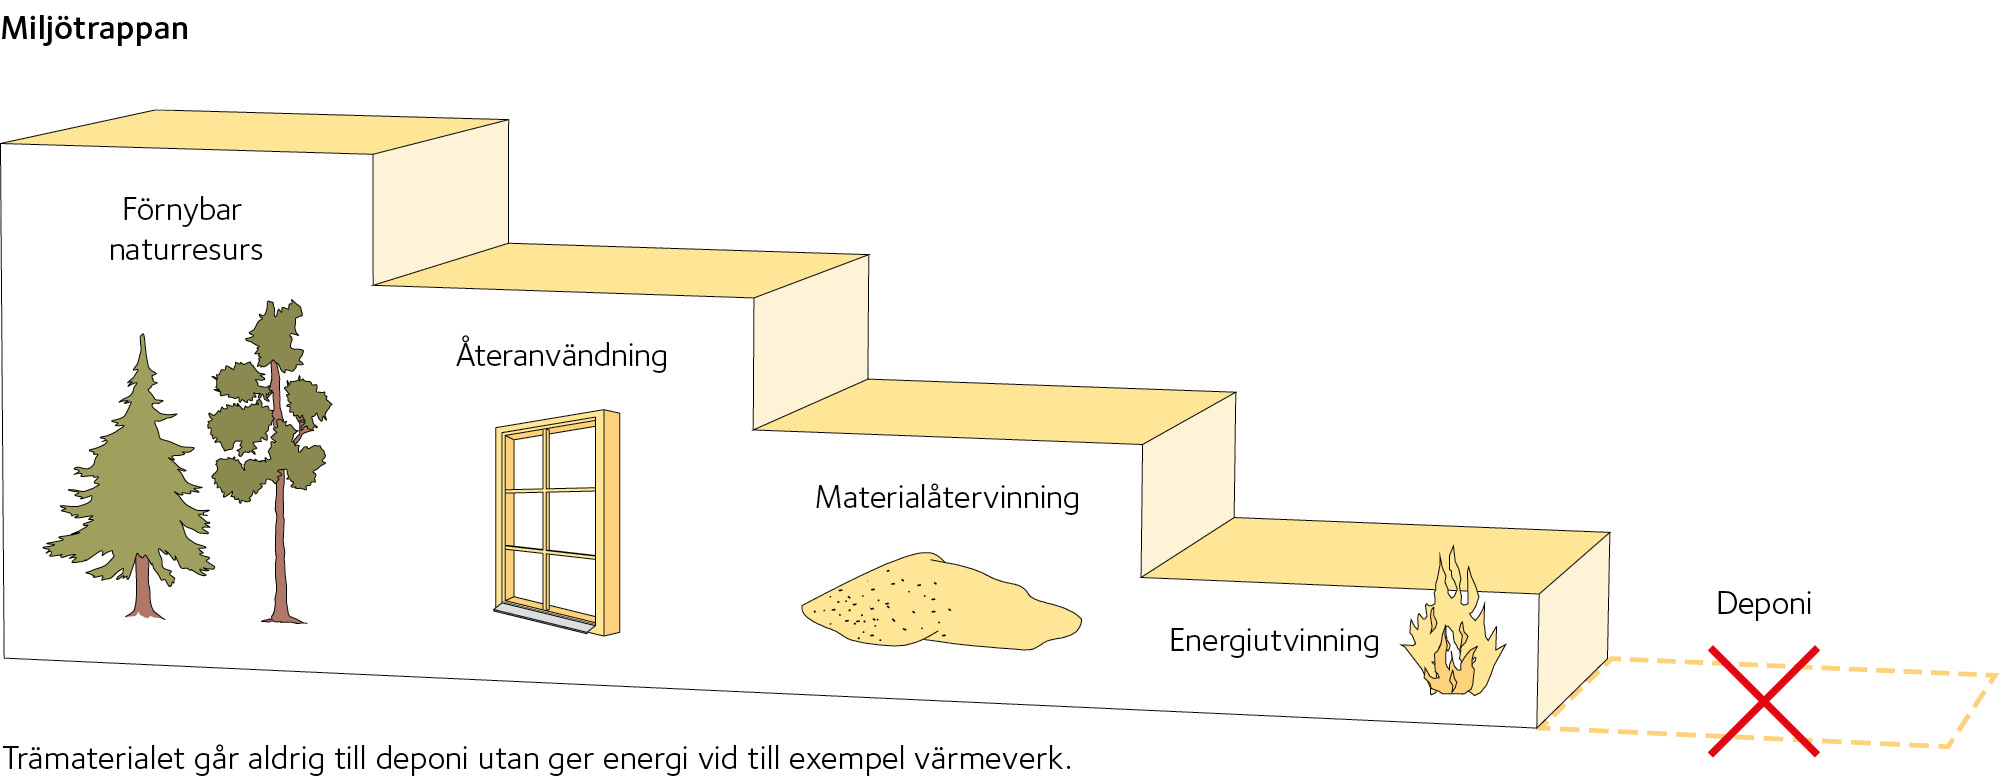 Miljötrappan
Förnybar
naturresurs
Återanvändning
Materialåtervinning
Energiutvinning
Deponi
Trämaterialet går aldrig till deponi utan ger energi vid till exempel värmeverk.